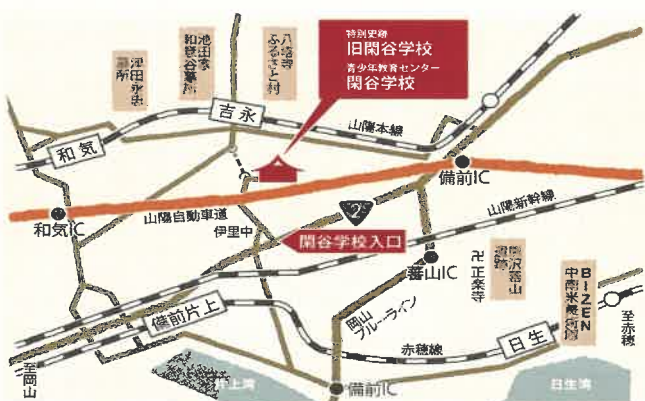 特別史跡
旧閑谷学校
青少年教育センター
閑谷学校
八塔寺
ふるさと村
池田家
和意谷墓所
津田永忠
墓所
吉永
山陽本線
和気
備前IC
山陽新幹線
山陽自動車道
和気IC
伊里中
2
閑谷学校入口
蕃山IC
卍 正楽寺
熊沢蕃山
遺跡
BIZEN
中南米美術館
至赤穂
備前片上
岡山
ブルーライン
赤穂線
日生
至岡山
片上湾
備前IC
日生湾